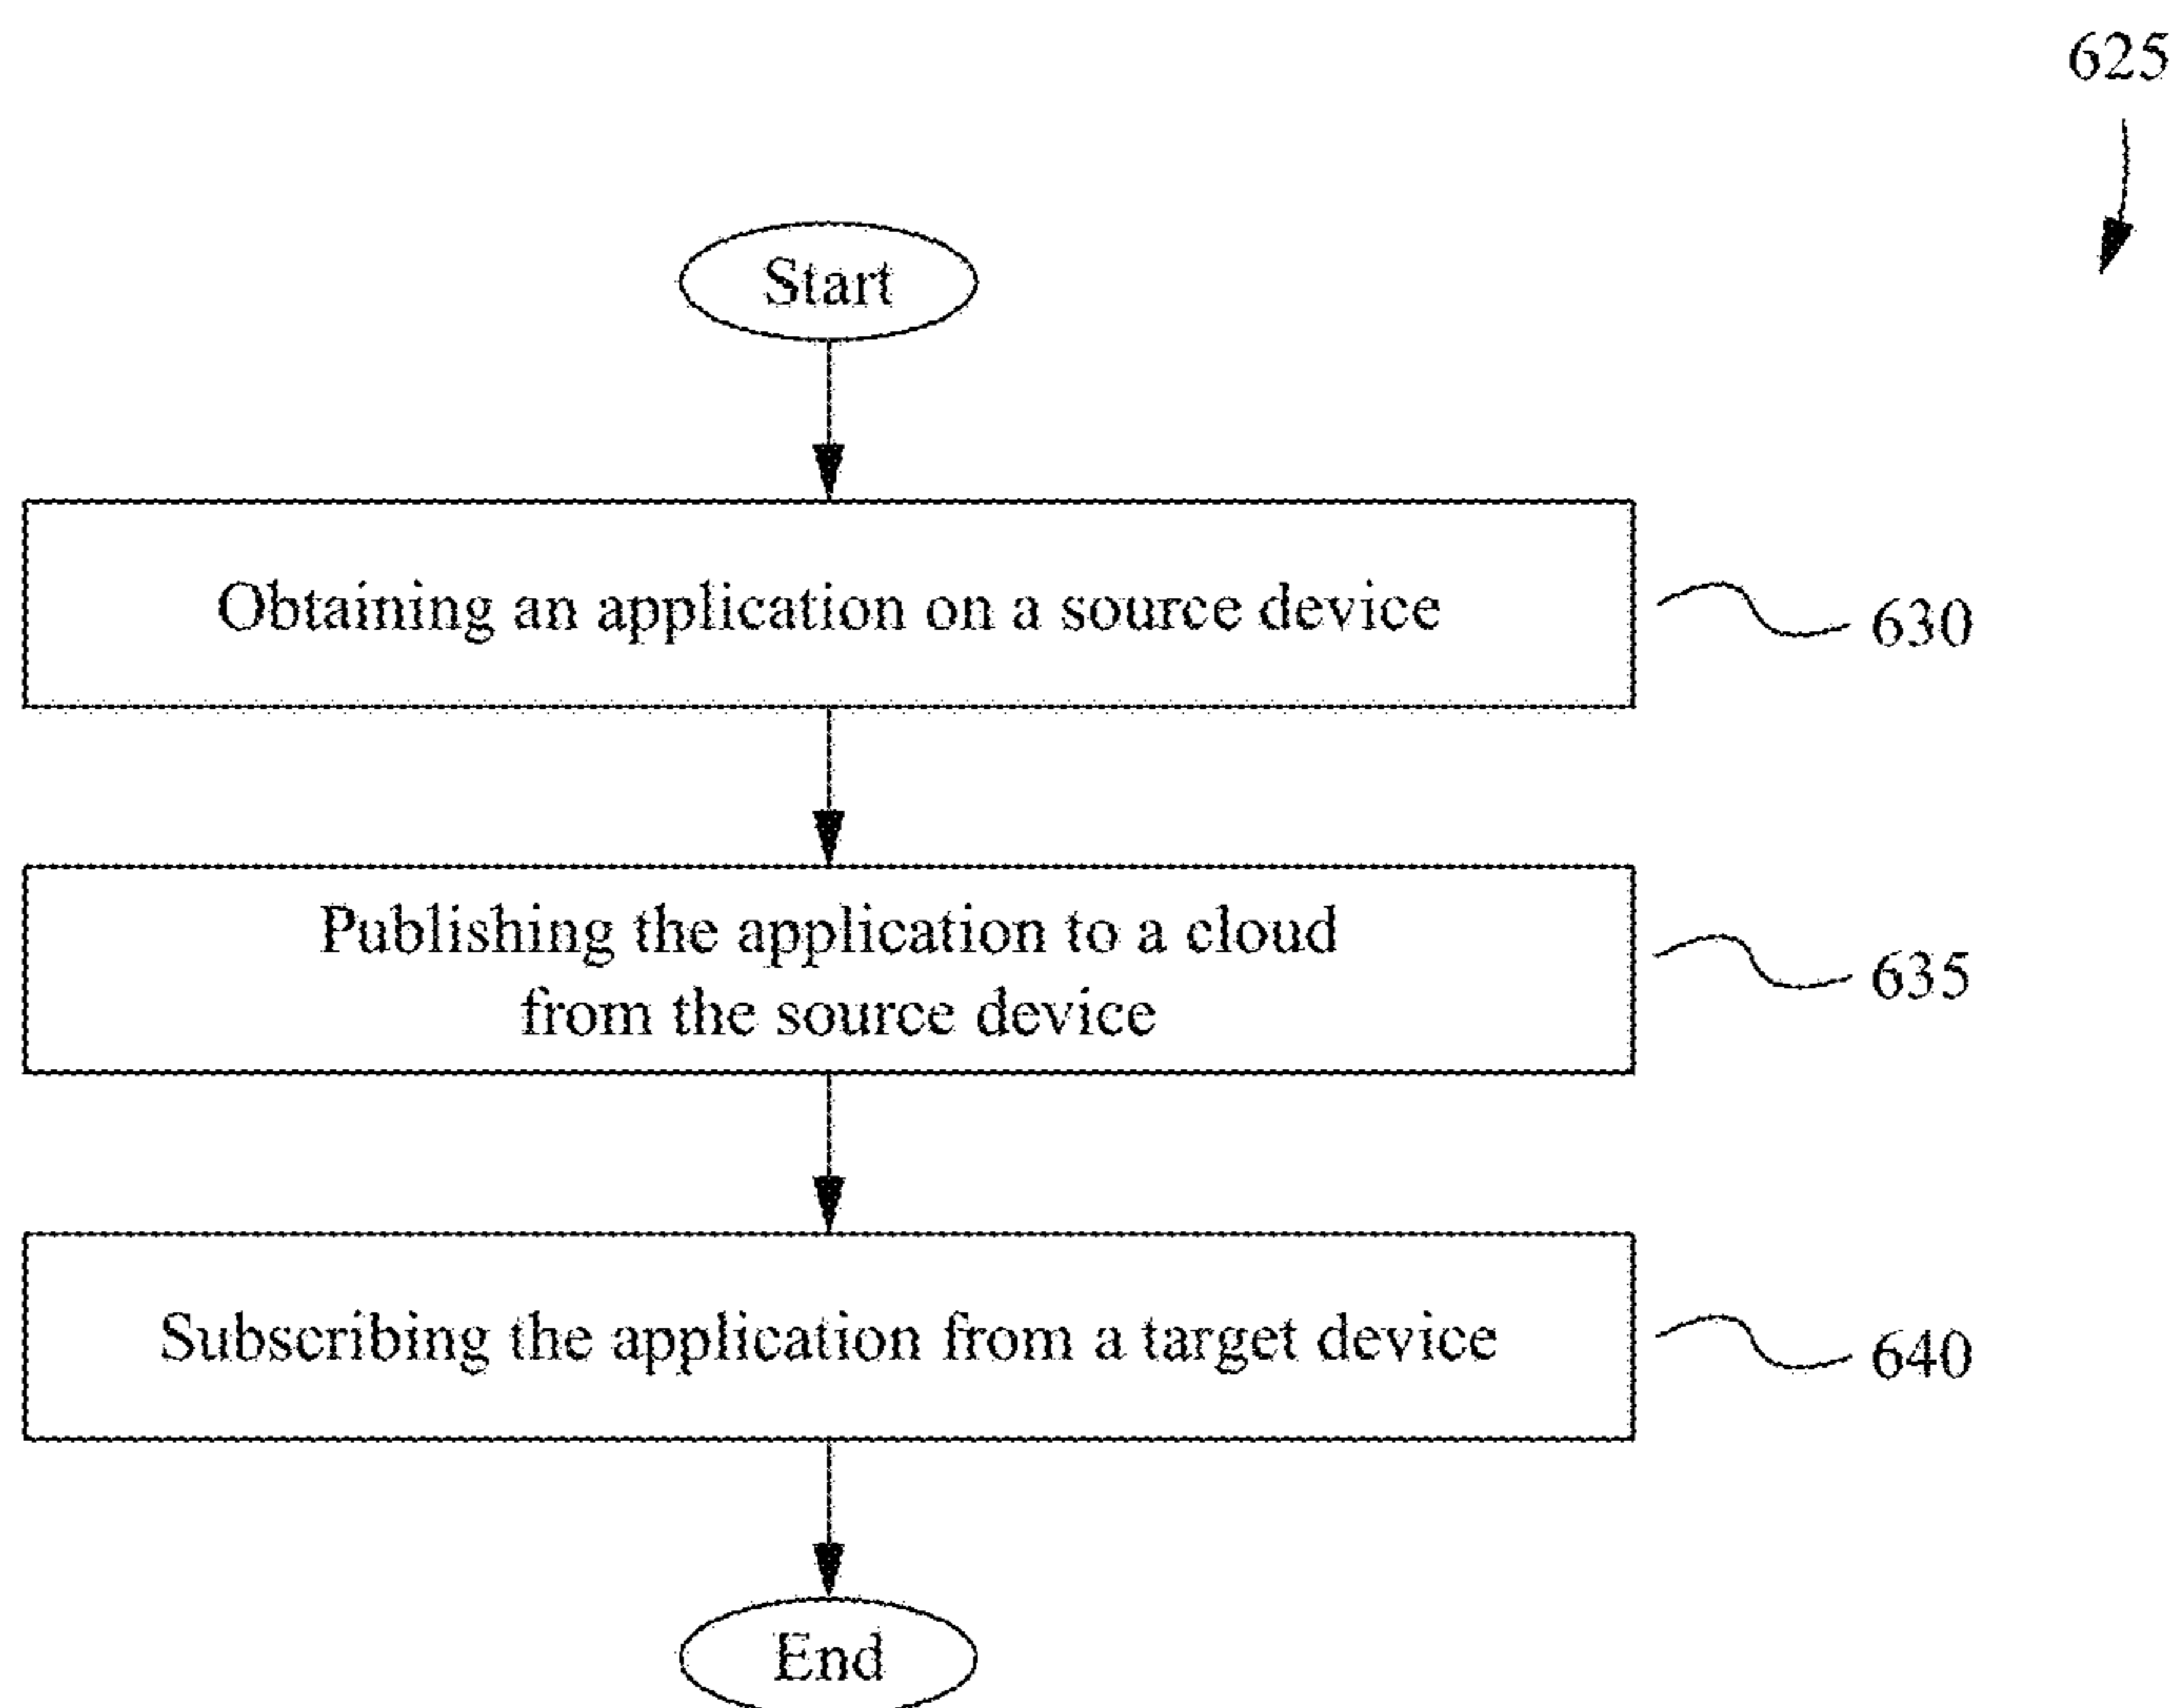 625
Start
Obtaining an application on a source device
630
Publishing the application to a cloud
from the source device
635
Subscribing the application from a target device
640
End